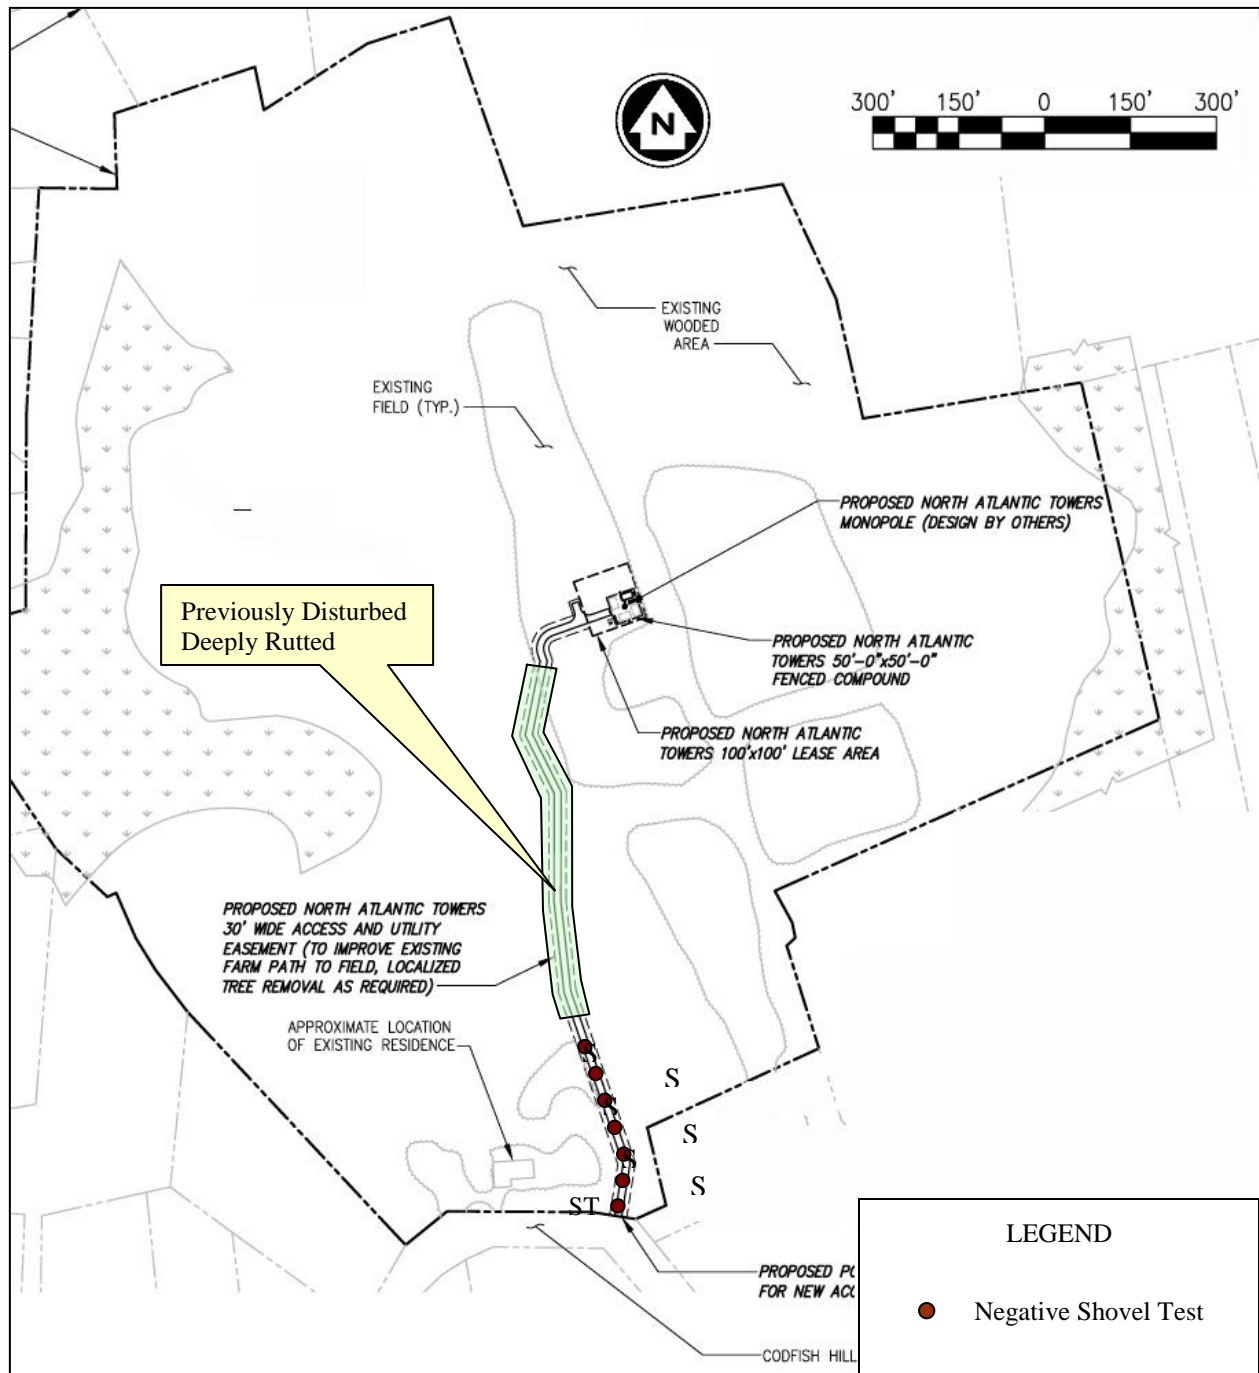 300' 150' 0 150' 300'
N
EXISTING
WOODED
AREA
EXISTING
FIELD (TYP.)
PROPOSED NORTH ATLANTIC TOWERS
MONOPOLE (DESIGN BY OTHERS)
Previously Disturbed
Deeply Rutted
PROPOSED NORTH ATLANTIC
TOWERS 50'-0"x50'-0"
FENCED COMPOUND
PROPOSED NORTH ATLANTIC
TOWERS 100'x100' LEASE AREA
PROPOSED NORTH ATLANTIC TOWERS
30' WIDE ACCESS AND UTILITY
EASEMENT (TO IMPROVE EXISTING
FARM PATH TO FIELD, LOCALIZED
TREE REMOVAL AS REQUIRED)
APPROXIMATE LOCATION
OF EXISTING RESIDENCE
S
S
S
ST
LEGEND
Negative Shovel Test
PROPOSED
FOR NEW
CODFISH HILL